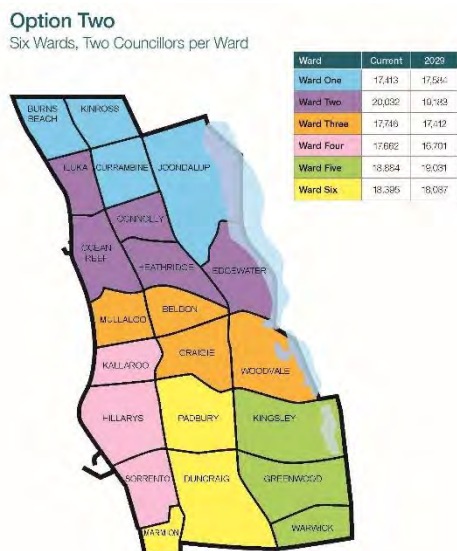 Option Two
Six Wards, Two Councillors per Ward
Ward Current 2029
Ward One 17,413 17,584
Ward Two 20,032 19,183
Ward Three 17,746 17,412
Ward Four 17,662 16,701
Ward Five 18,884 19,031
Ward Six 18,395 18,087
BURNS
BEACH
KINROSS
ILUKA
CURRAMBINE
JOONDALUP
CONNOLLY
OCEAN
REEF
HEATHRIDGE
EDGEWATER
MULLALOO
BELDON
KALLAROO
CRAIGIE
WOODVALE
HILLARYS
PADBURY
KINGSLEY
SORRENTO
DUNCRAIG
GREENWOOD
MARMION
WARWICK